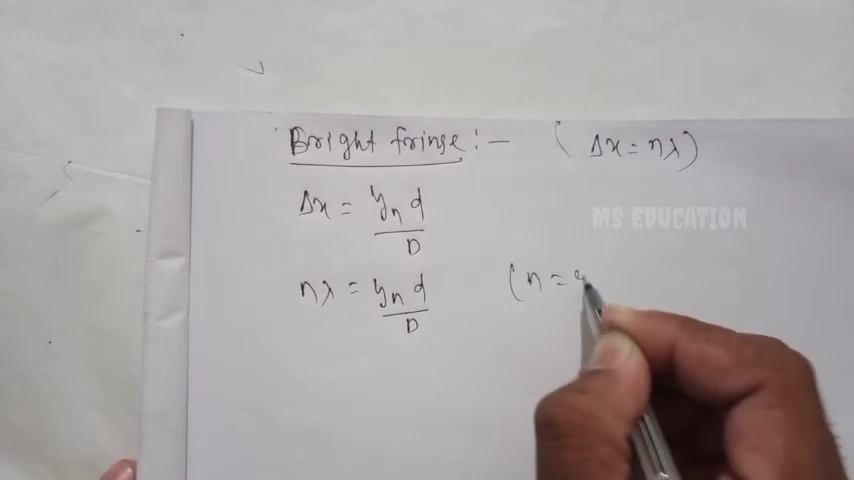 Bright fringe :- ( Δx = nλ )
Δx = yn d / D
MS EDUCATION
nλ = yn d / D ( n =